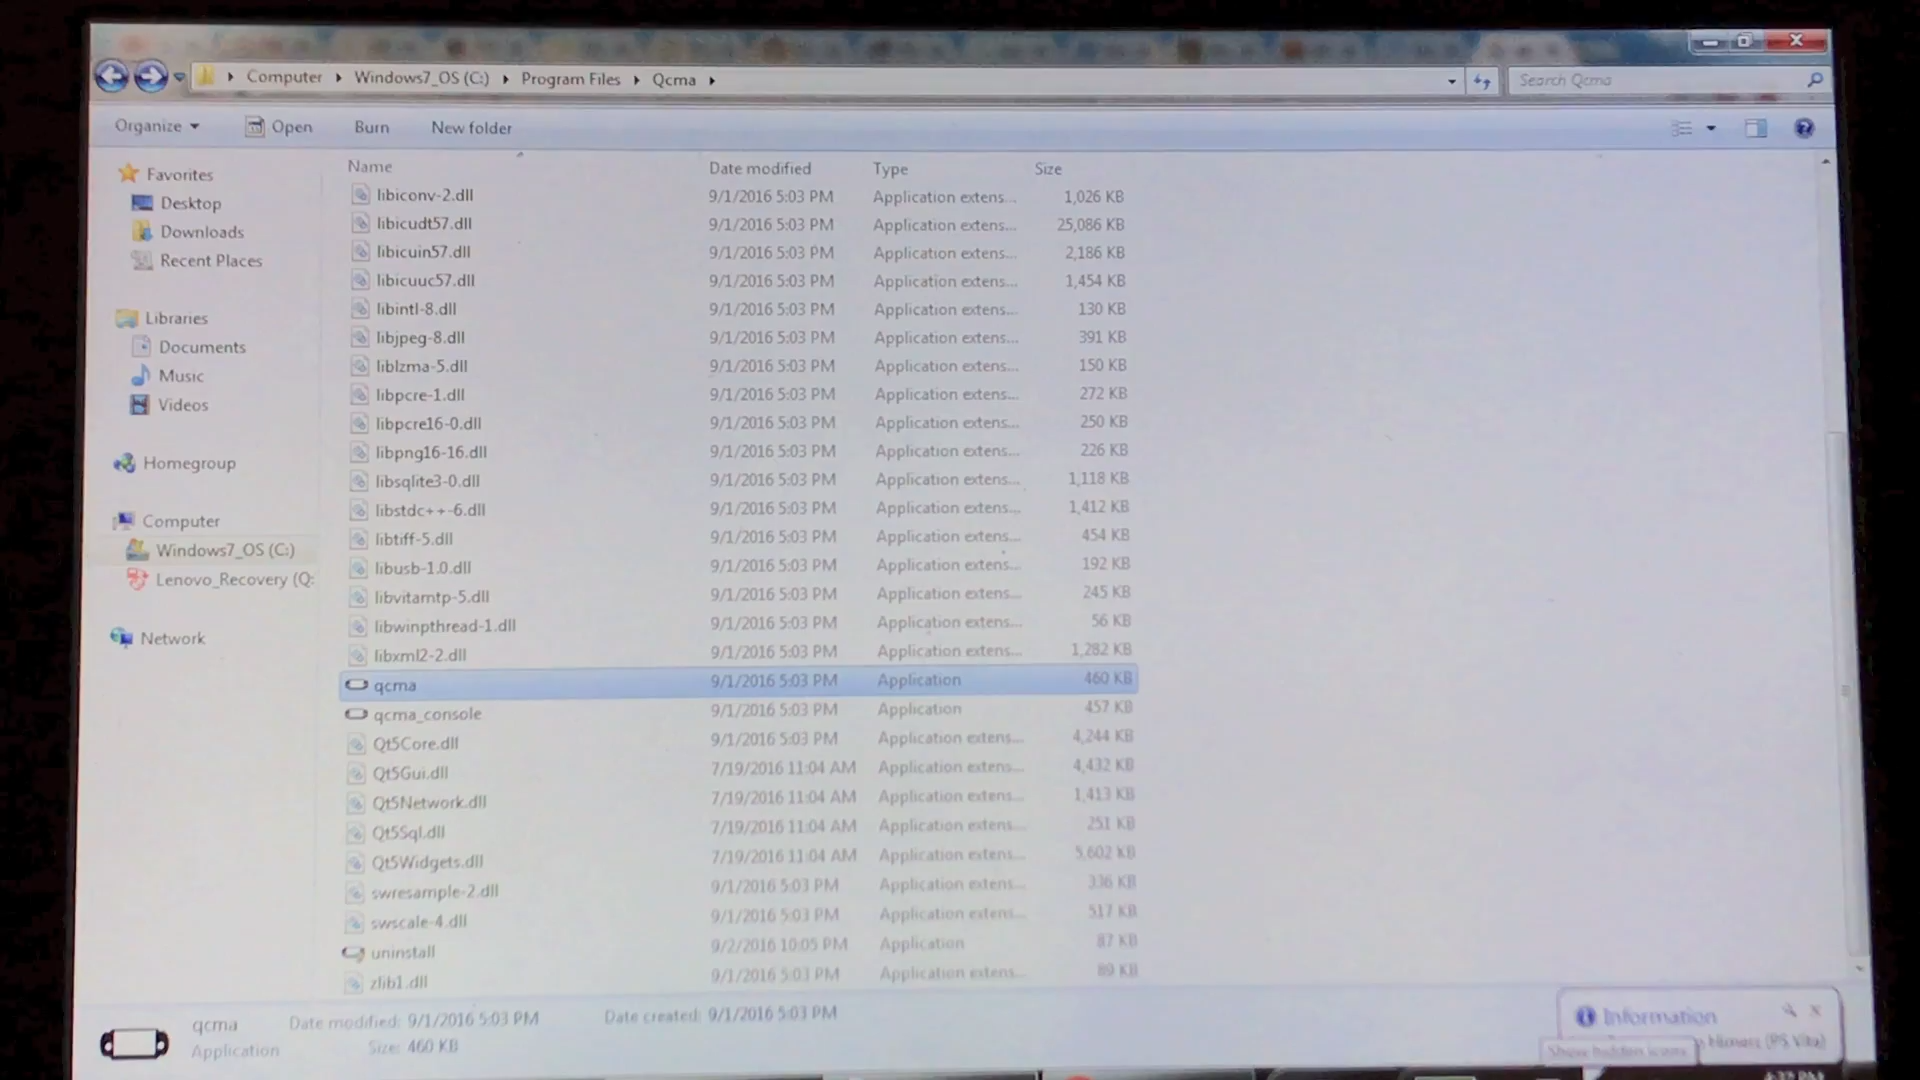 Computer Windows7_OS (C:) Program Files Qcma Search Qcma
Organize Open Burn New folder
Name Date modified Type Size
Favorites
Desktop
Downloads
Recent Places
Libraries
Documents
Music
Videos
Homegroup
Computer
Windows7_OS (C:)
Lenovo_Recovery (Q:
Network
libiconv-2.dll 9/1/2016 5:03 PM Application extens... 1,026 KB
libicudt57.dll 9/1/2016 5:03 PM Application extens... 25,086 KB
libicuin57.dll 9/1/2016 5:03 PM Application extens... 2,186 KB
libicuuc57.dll 9/1/2016 5:03 PM Application extens... 1,454 KB
libintl-8.dll 9/1/2016 5:03 PM Application extens... 130 KB
libjpeg-8.dll 9/1/2016 5:03 PM Application extens... 391 KB
liblzma-5.dll 9/1/2016 5:03 PM Application extens... 150 KB
libpcre-1.dll 9/1/2016 5:03 PM Application extens... 272 KB
libpcre16-0.dll 9/1/2016 5:03 PM Application extens... 250 KB
libpng16-16.dll 9/1/2016 5:03 PM Application extens... 226 KB
libsqlite3-0.dll 9/1/2016 5:03 PM Application extens... 1,118 KB
libstdc++-6.dll 9/1/2016 5:03 PM Application extens... 1,412 KB
libtiff-5.dll 9/1/2016 5:03 PM Application extens... 454 KB
libusb-1.0.dll 9/1/2016 5:03 PM Application extens... 192 KB
libvitamtp-5.dll 9/1/2016 5:03 PM Application extens... 245 KB
libwinpthread-1.dll 9/1/2016 5:03 PM Application extens... 56 KB
libxml2-2.dll 9/1/2016 5:03 PM Application extens... 1,282 KB
qcma 9/1/2016 5:03 PM Application 460 KB
qcma_console 9/1/2016 5:03 PM Application 457 KB
Qt5Core.dll 9/1/2016 5:03 PM Application extens... 4,244 KB
Qt5Gui.dll 7/19/2016 11:04 AM Application extens... 4,432 KB
Qt5Network.dll 7/19/2016 11:04 AM Application extens... 1,413 KB
Qt5Sql.dll 7/19/2016 11:04 AM Application extens... 251 KB
Qt5Widgets.dll 7/19/2016 11:04 AM Application extens... 5,602 KB
swresample-2.dll 9/1/2016 5:03 PM Application extens... 336 KB
swscale-4.dll 9/1/2016 5:03 PM Application extens... 517 KB
uninstall 9/2/2016 10:05 PM Application 87 KB
zlib1.dll 9/1/2016 5:03 PM Application extens... 89 KB
qcma Date modified: 9/1/2016 5:03 PM Date created: 9/1/2016 5:03 PM
Application Size: 460 KB
Information
(PS Vita)
Show hidden icons